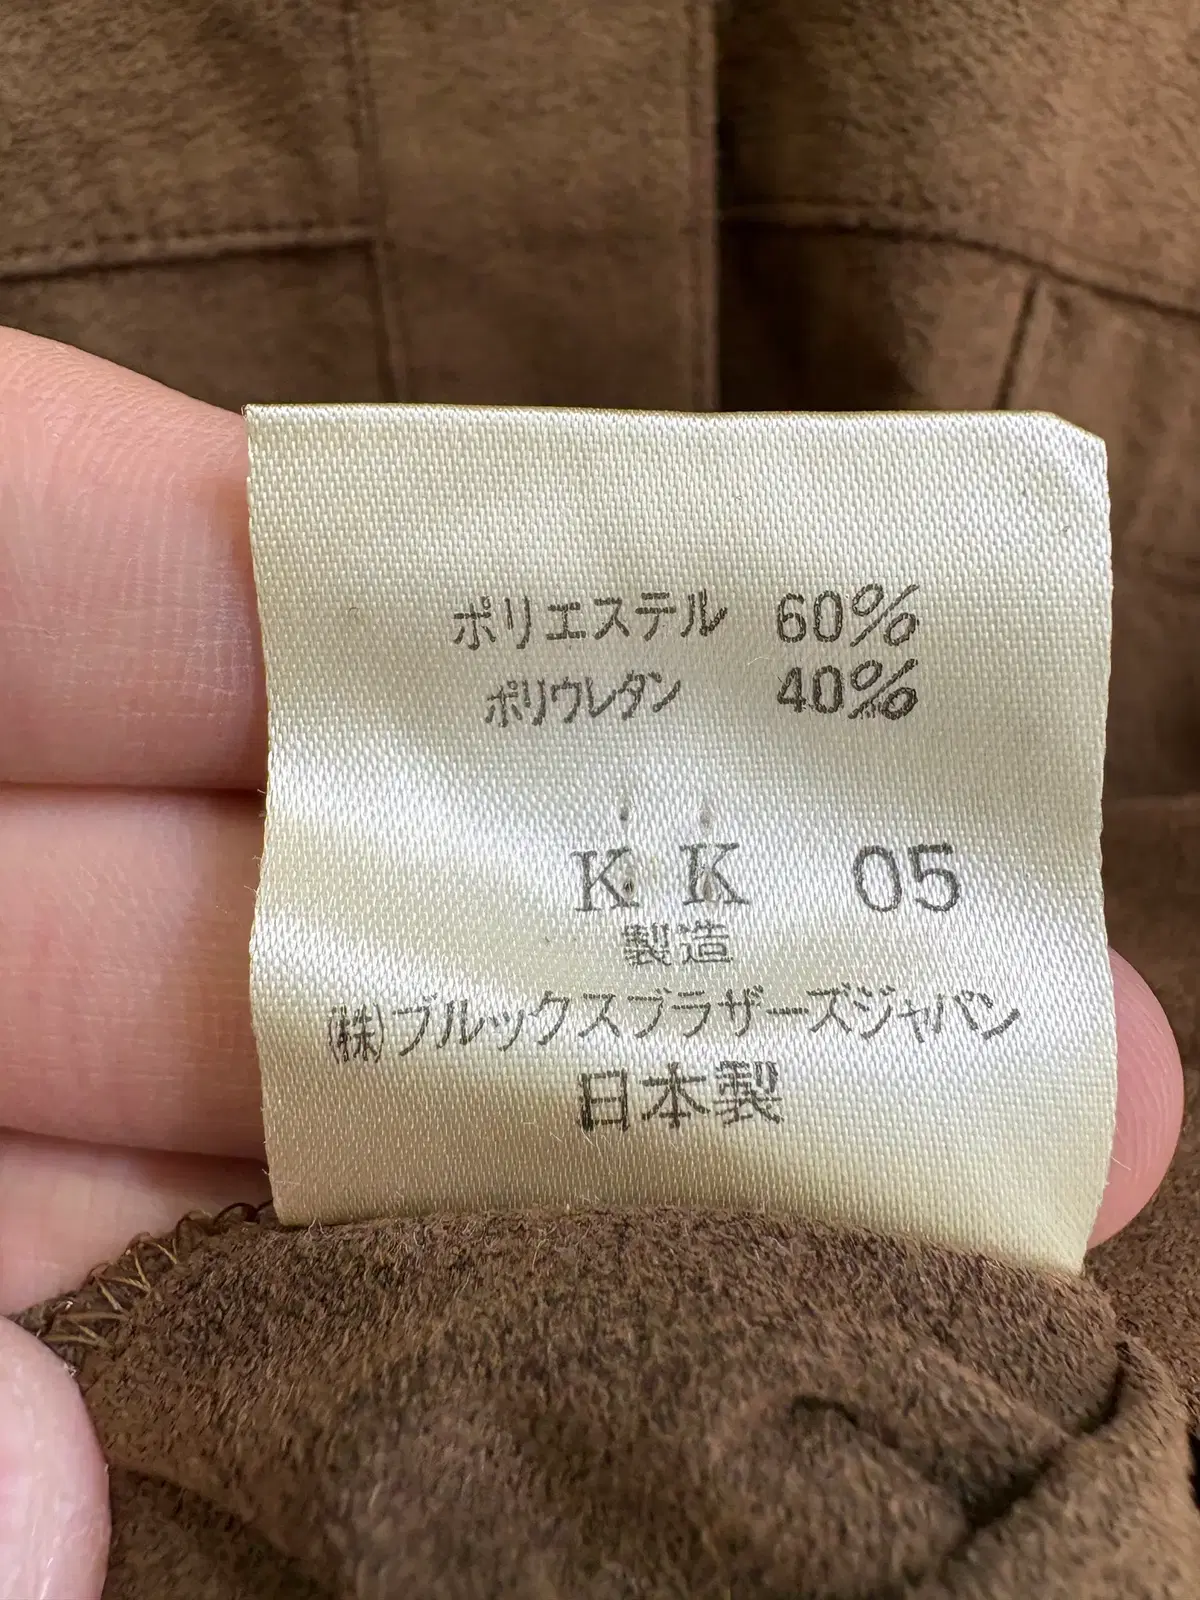 ポリエステル 60%
ポリウレタン 40%
K K 05
製造
㈱ブルックスブラザーズジャパン
日本製